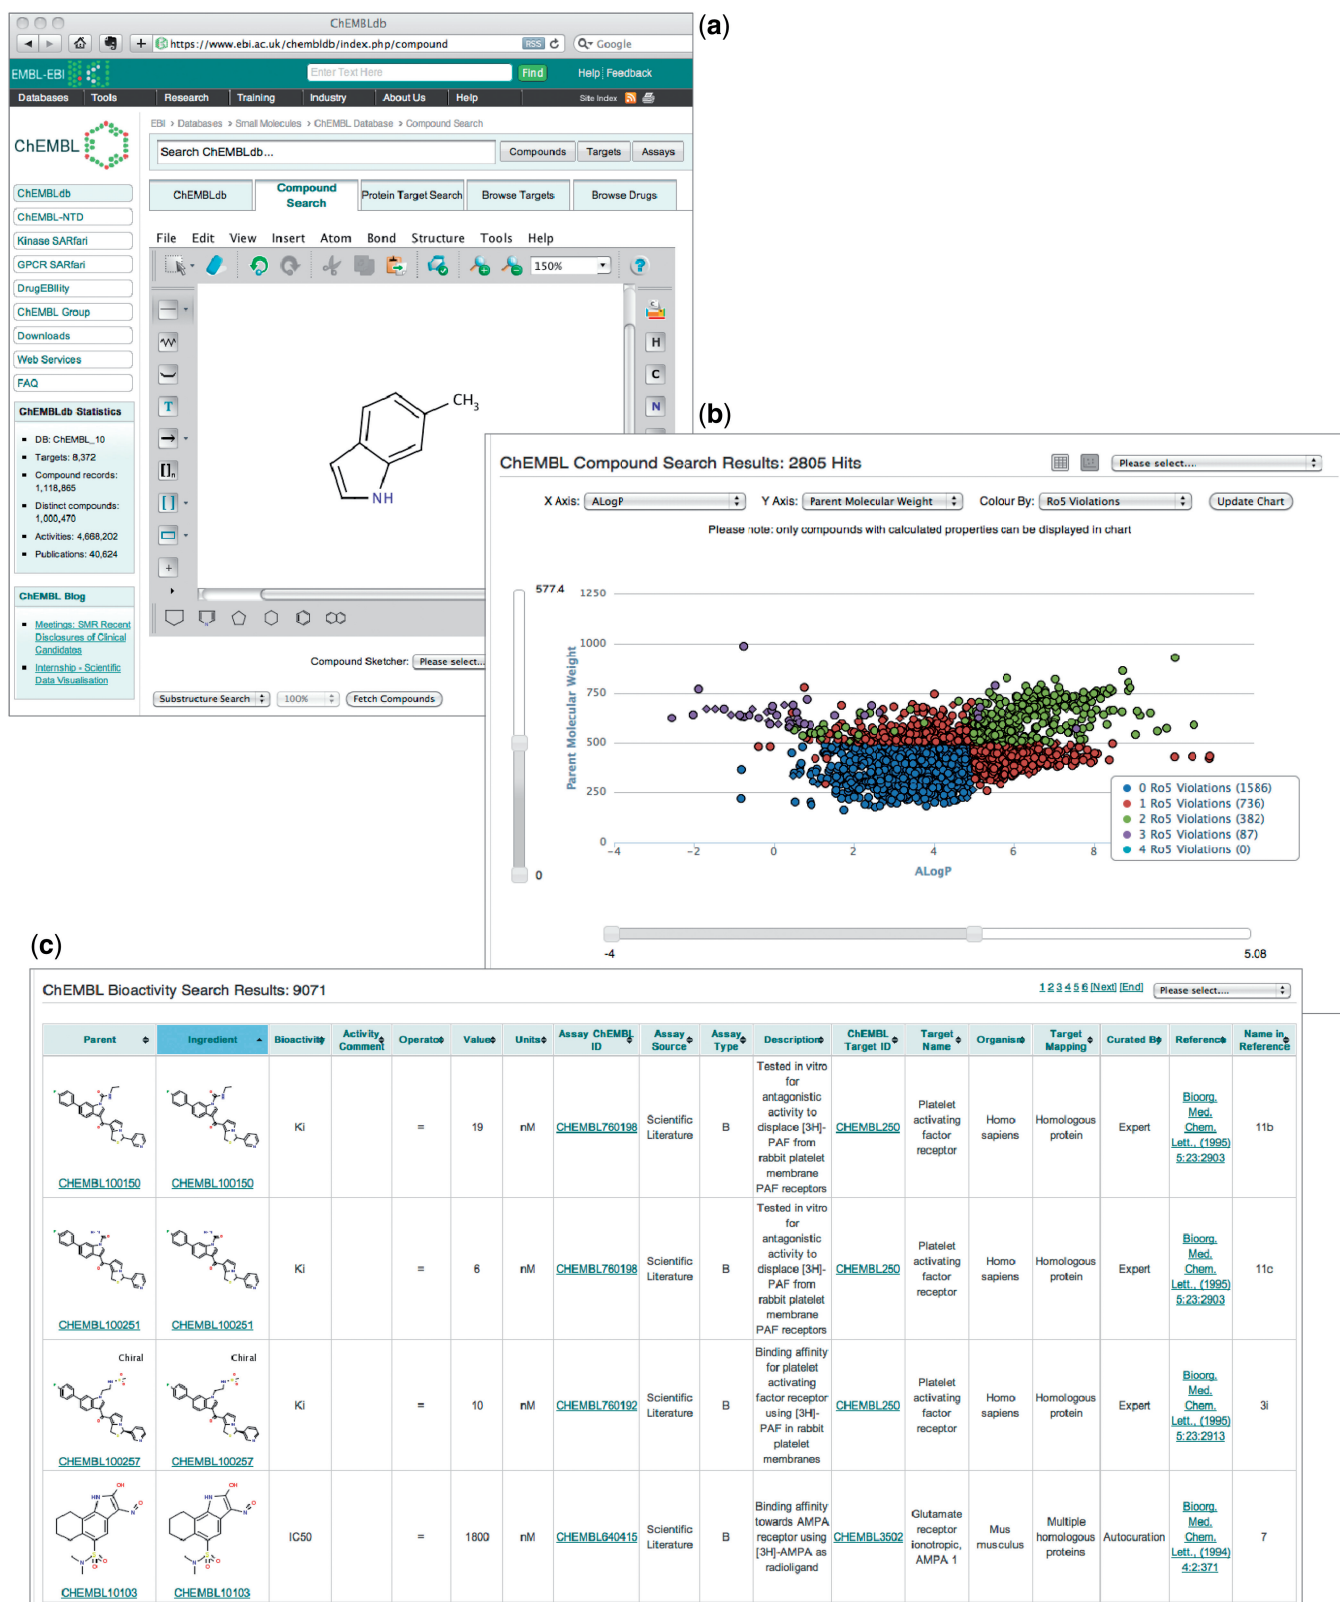 (a)
ChEMBLdb
https://www.ebi.ac.uk/chembldb/index.php/compound
RSS
Google
EMBL-EBI
Enter Text Here
Find
Help
Feedback
Databases Tools Research Training Industry About Us Help Site Index
EBI > Databases > Small Molecules > ChEMBL Database > Compound Search
ChEMBL
Search ChEMBLdb...
Compounds Targets Assays
ChEMBLdb
Compound Search
Protein Target Search
Browse Targets
Browse Drugs
ChEMBLdb
ChEMBL-NTD
Kinase SARfari
GPCR SARfari
DrugEBIlity
ChEMBL Group
Downloads
Web Services
FAQ
File Edit View Insert Atom Bond Structure Tools Help
150%
H
C
N
T
CH3
NH
ChEMBLdb Statistics
DB: ChEMBL_10
Targets: 8,372
Compound records:
1,118,865
Distinct compounds:
1,000,470
Activities: 4,668,202
Publications: 40,624
ChEMBL Blog
Meetings: SMR Recent
Disclosures of Clinical
Candidates
Internship - Scientific
Data Visualisation
Compound Sketcher: Please select...
Substructure Search 100% Fetch Compounds
(b)
ChEMBL Compound Search Results: 2805 Hits
Please select....
X Axis: ALogP Y Axis: Parent Molecular Weight Colour By: Ro5 Violations Update Chart
Please note: only compounds with calculated properties can be displayed in chart
577.4
0
Parent Molecular Weight
1250
1000
750
500
250
0
-4 -2 0 2 4 6 8
ALogP
0 Ro5 Violations (1586)
1 Ro5 Violations (736)
2 Ro5 Violations (382)
3 Ro5 Violations (87)
4 Ro5 Violations (0)
-4
5.08
(c)
ChEMBL Bioactivity Search Results: 9071
1 2 3 4 5 6 [Next] [End]
Please select....
Parent Ingredient Bioactivity Activity Comment Operator Value Units Assay ChEMBL ID Assay Source Assay Type Description ChEMBL Target ID Target Name Organism Target Mapping Curated By Reference Name in Reference
CHEMBL100150 CHEMBL100150 Ki = 19 nM CHEMBL760198 Scientific Literature B Tested in vitro for antagonistic activity to displace [3H]-PAF from rabbit platelet membrane PAF receptors CHEMBL250 Platelet activating factor receptor Homo sapiens Homologous protein Expert Bioorg. Med. Chem. Lett., (1995) 5:23:2903 11b
CHEMBL100251 CHEMBL100251 Ki = 6 nM CHEMBL760198 Scientific Literature B Tested in vitro for antagonistic activity to displace [3H]-PAF from rabbit platelet membrane PAF receptors CHEMBL250 Platelet activating factor receptor Homo sapiens Homologous protein Expert Bioorg. Med. Chem. Lett., (1995) 5:23:2903 11c
Chiral Chiral
CHEMBL100257 CHEMBL100257 Ki = 10 nM CHEMBL760192 Scientific Literature B Binding affinity for platelet activating factor receptor using [3H]-PAF in rabbit platelet membranes CHEMBL250 Platelet activating factor receptor Homo sapiens Homologous protein Expert Bioorg. Med. Chem. Lett., (1995) 5:23:2913 3i
CHEMBL10103 CHEMBL10103 IC50 = 1800 nM CHEMBL640415 Scientific Literature B Binding affinity towards AMPA receptor using [3H]-AMPA as radioligand CHEMBL3502 Glutamate receptor ionotropic, AMPA 1 Mus musculus Multiple homologous proteins Autocuration Bioorg. Med. Chem. Lett., (1994) 4:2:371 7